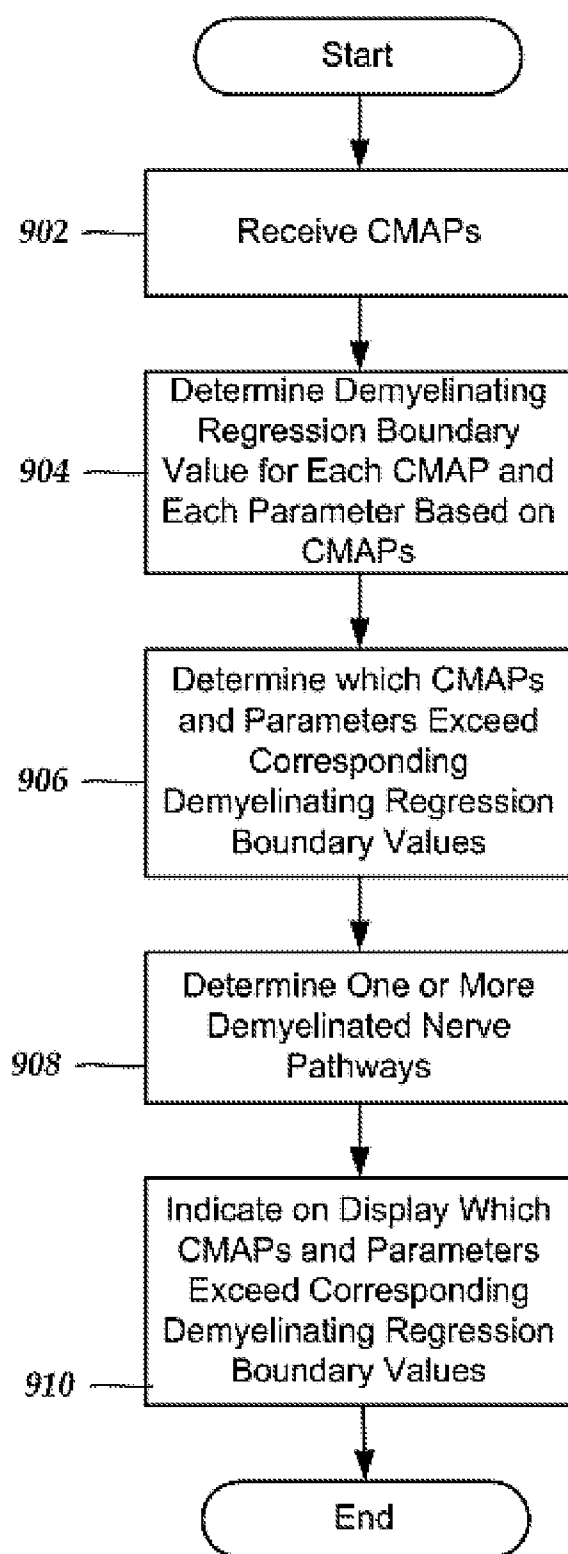 Start
902
Receive CMAPs
904
Determine Demyelinating
Regression Boundary
Value for Each CMAP and
Each Parameter Based on
CMAPs
906
Determine which CMAPs
and Parameters Exceed
Corresponding
Demyelinating Regression
Boundary Values
908
Determine One or More
Demyelinated Nerve
Pathways
910
Indicate on Display Which
CMAPs and Parameters
Exceed Corresponding
Demyelinating Regression
Boundary Values
End